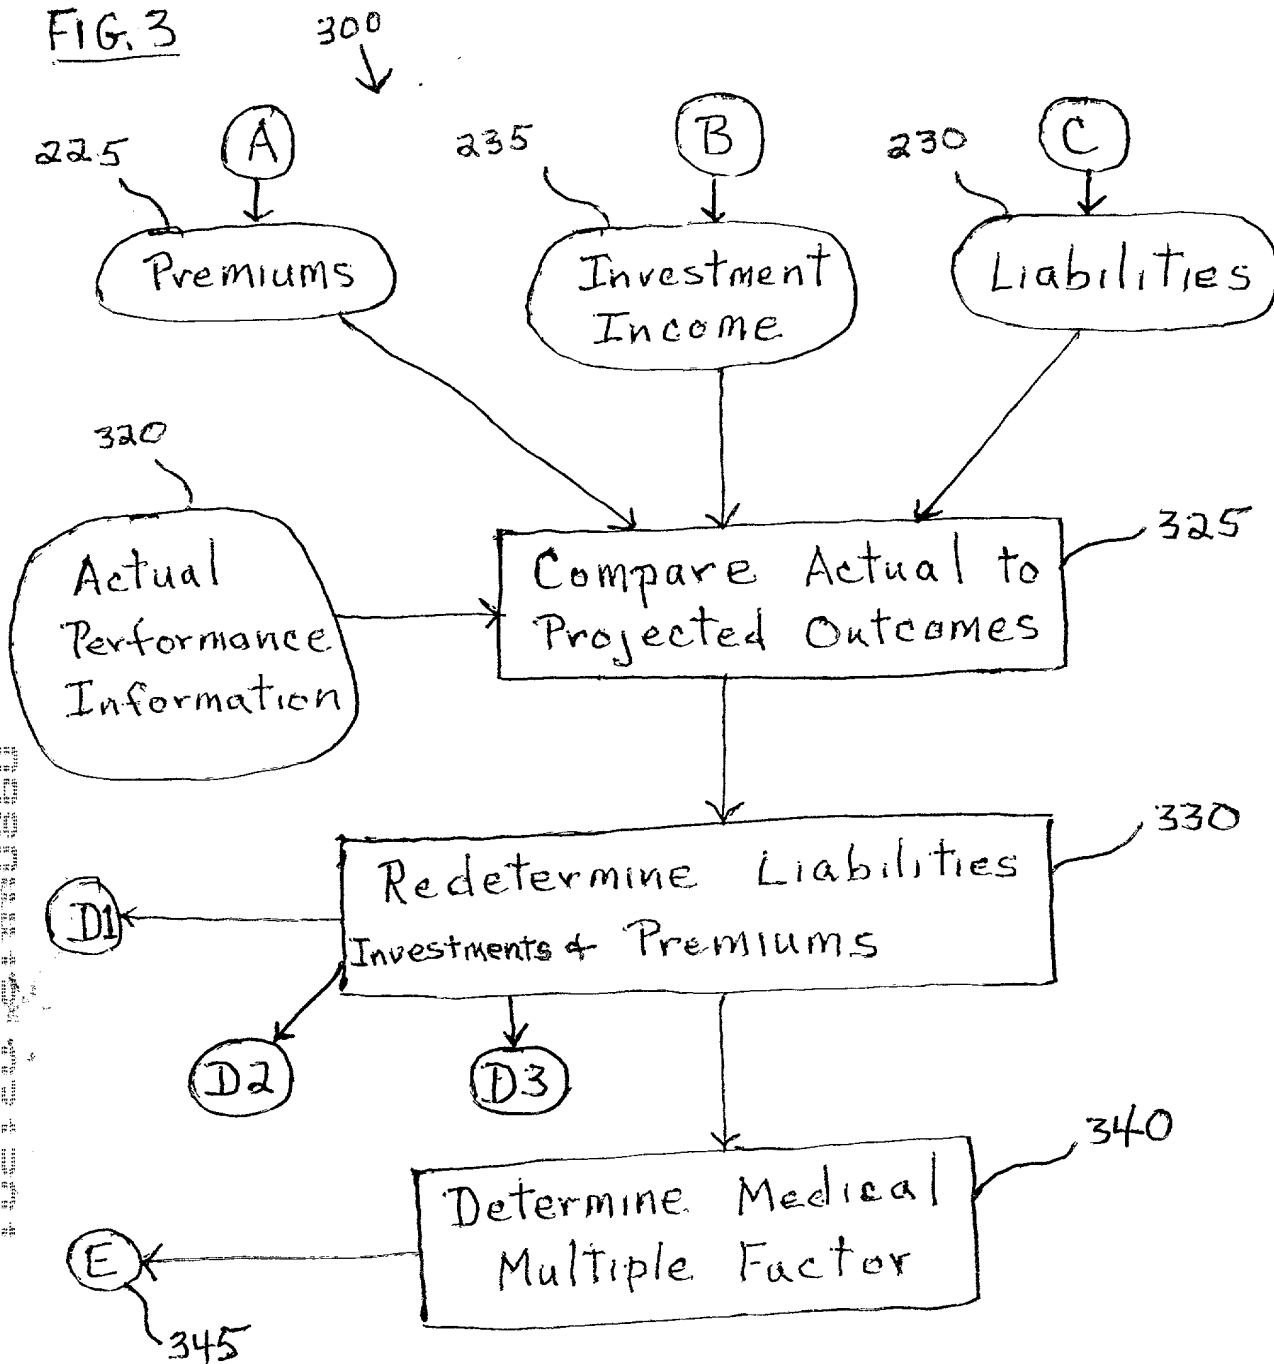 FIG. 3
300
A
B
C
225
235
230
Premiums
Investment
Income
Liabilities
320
Actual
Performance
Information
Compare Actual to
Projected Outcomes
325
330
Redetermine Liabilities
Investments & Premiums
D1
D2
D3
340
Determine Medical
Multiple Factor
E
345